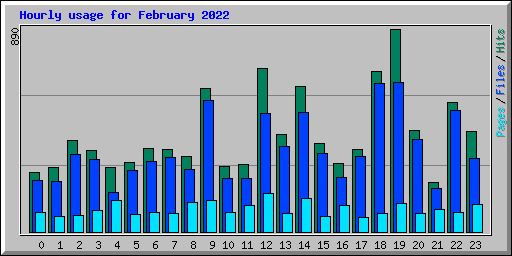 Hourly usage for February 2022
890
Pages / Files / Hits
0 1 2 3 4 5 6 7 8 9 10 11 12 13 14 15 16 17 18 19 20 21 22 23